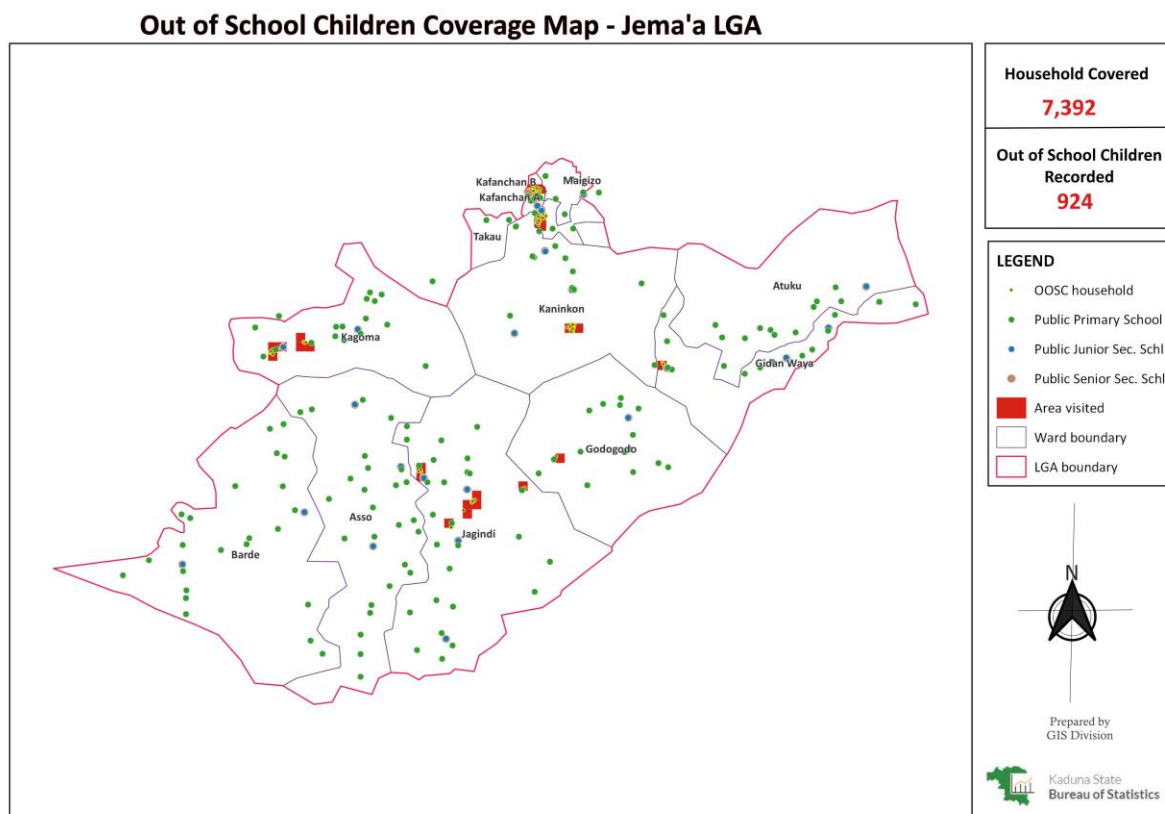 Out of School Children Coverage Map - Jema'a LGA
Household Covered
7,392
Out of School Children
Recorded
924
Kafanchan B
Maigizo
Kafanchan A
Takau
Atuku
Kaninkon
Kagoma
Gidan Waya
Godogodo
Asso
Jagindi
Barde
LEGEND
OOSC household
Public Primary School
Public Junior Sec. Schl
Public Senior Sec. Schl
Area visited
Ward boundary
LGA boundary
N
Prepared by
GIS Division
Kaduna State
Bureau of Statistics